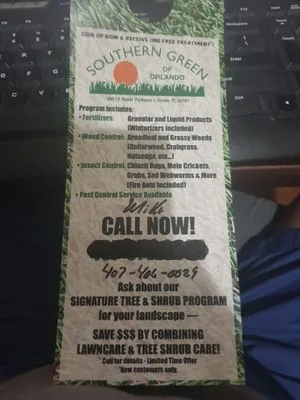 (SIGN UP NOW & RECEIVE ONE FREE TREATMENT)
SOUTHERN GREEN
OF
ORLANDO
Program Includes:
• Fertilizers: Granular and Liquid Products
(Winterizers Included)
• Weed Control: Broadleaf and Grassy Weeds
(Dollarweed, Crabgrass,
Nutsedge, etc...)
• Insect Control: Chinch Bugs, Mole Crickets,
Grubs, Sod Webworms & More
(Fire Ants Included)
• Pest Control Service Available
Mike
CALL NOW!
407-466-0029
Ask about our
SIGNATURE TREE & SHRUB PROGRAM
for your landscape —
SAVE $$$ BY COMBINING
LAWNCARE & TREE SHRUB CARE!
*Call for details - Limited Time Offer
*New customers only.